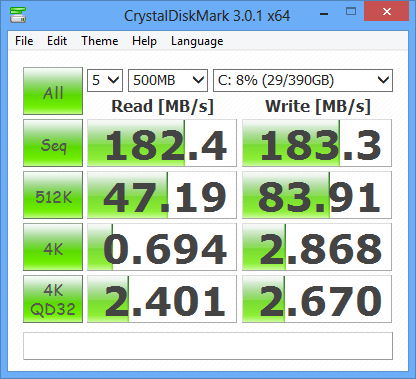 CrystalDiskMark 3.0.1 x64
File Edit Theme Help Language
All 5 500MB C: 8% (29/390GB)
Read [MB/s] Write [MB/s]
Seq 182.4 183.3
512K 47.19 83.91
4K 0.694 2.868
4K QD32 2.401 2.670